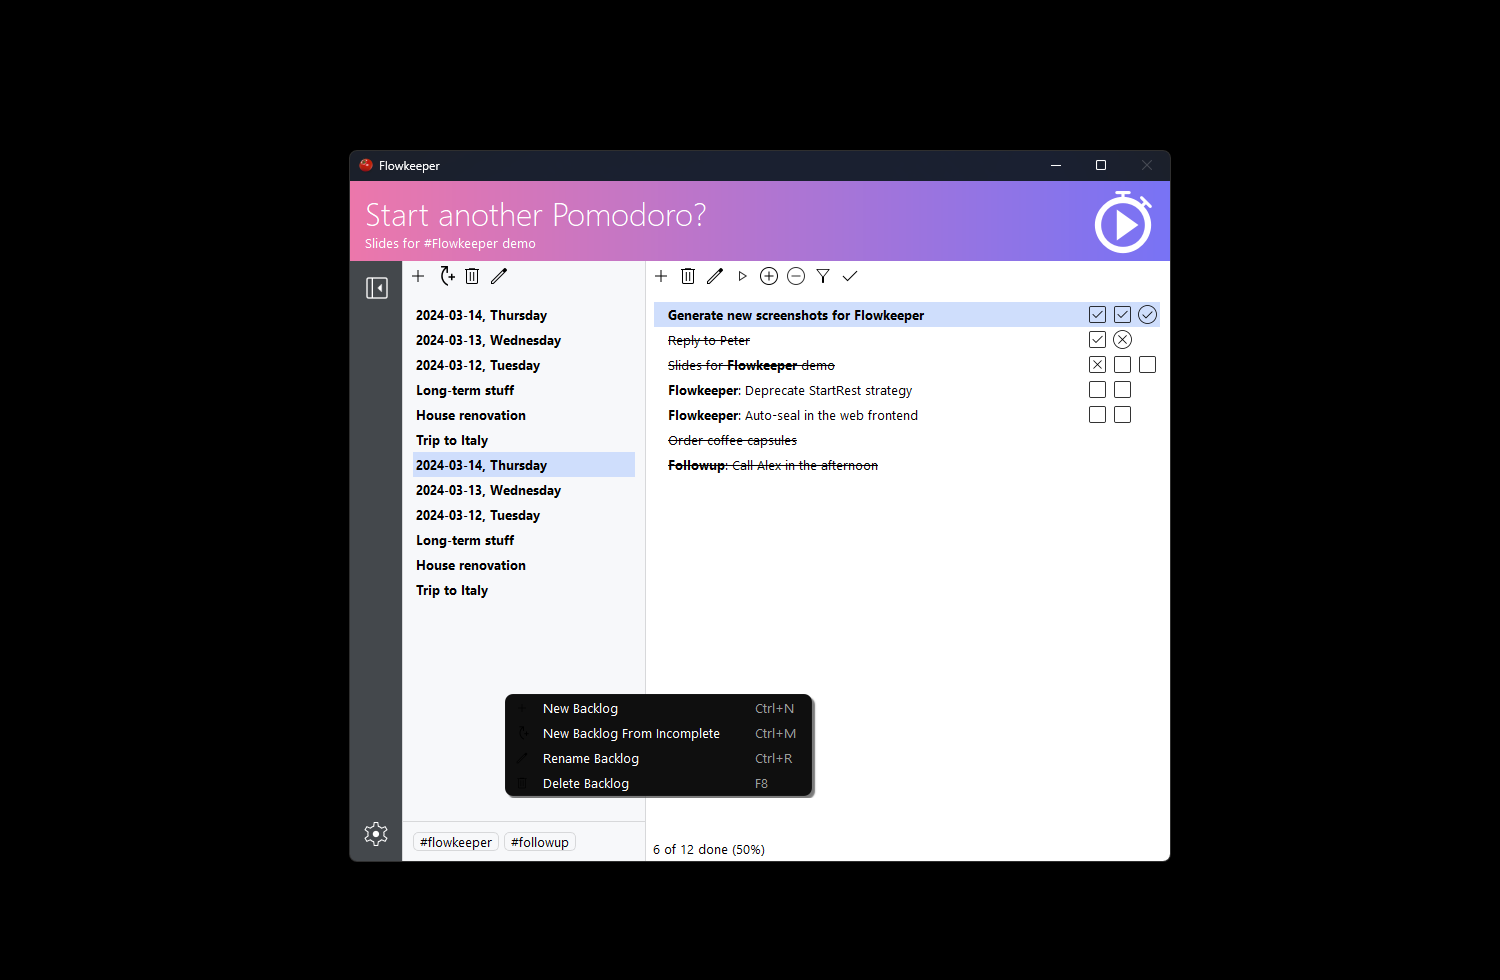 Flowkeeper
Start another Pomodoro?
Slides for #Flowkeeper demo
2024-03-14, Thursday
2024-03-13, Wednesday
2024-03-12, Tuesday
Long-term stuff
House renovation
Trip to Italy
2024-03-14, Thursday
2024-03-13, Wednesday
2024-03-12, Tuesday
Long-term stuff
House renovation
Trip to Italy
Generate new screenshots for Flowkeeper
Reply to Peter
Slides for Flowkeeper demo
Flowkeeper: Deprecate StartRest strategy
Flowkeeper: Auto-seal in the web frontend
Order coffee capsules
Followup: Call Alex in the afternoon
New Backlog Ctrl+N
New Backlog From Incomplete Ctrl+M
Rename Backlog Ctrl+R
Delete Backlog F8
#flowkeeper #followup
6 of 12 done (50%)